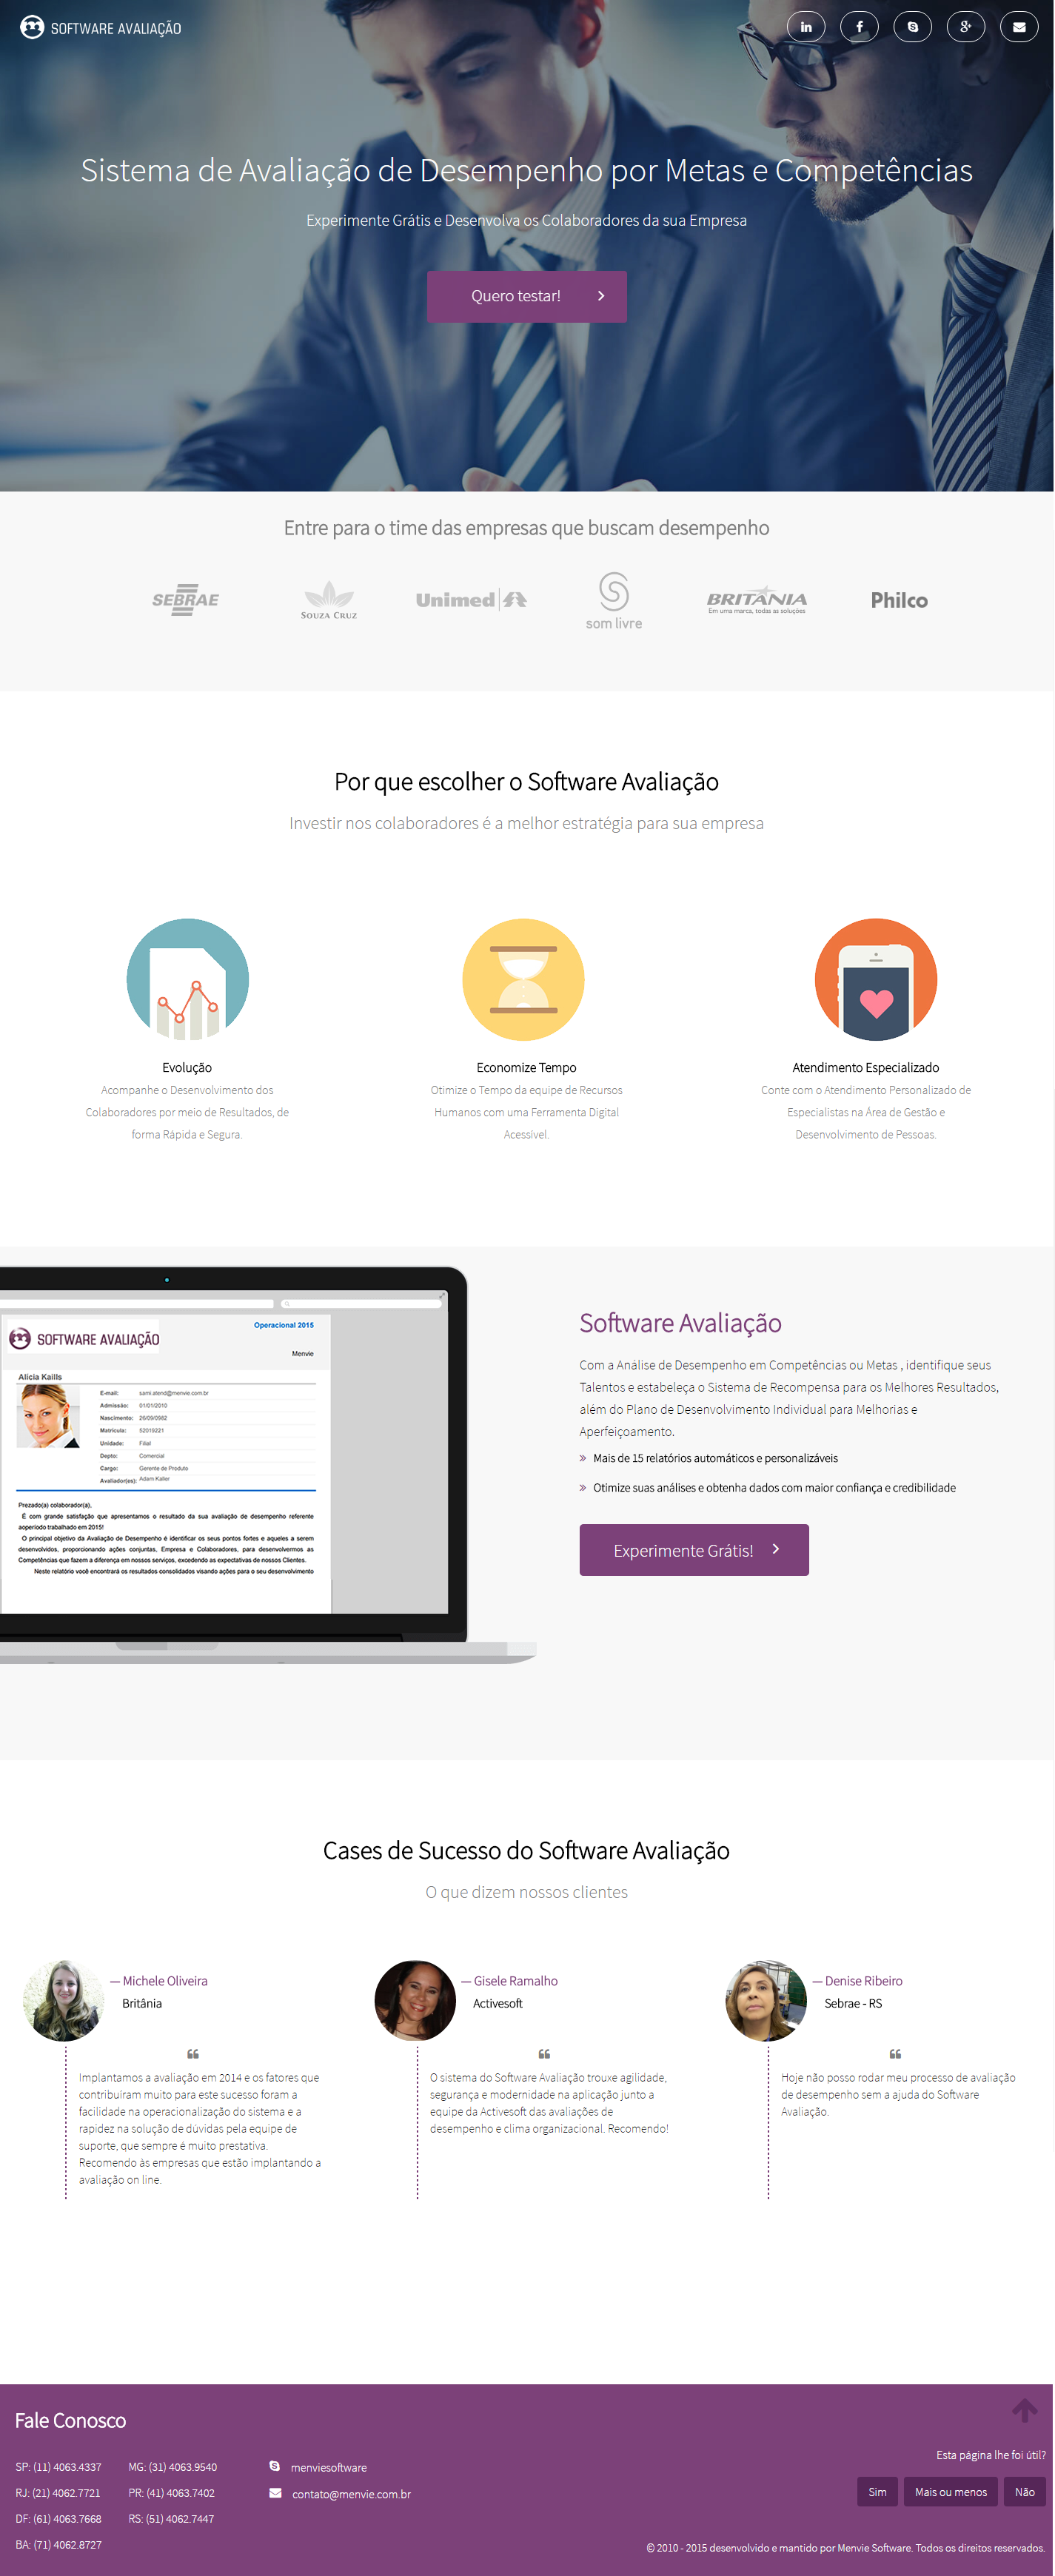 SOFTWARE AVALIAÇÃO
Sistema de Avaliação de Desempenho por Metas e Competências
Experimente Grátis e Desenvolva os Colaboradores da sua Empresa
Quero testar!
Entre para o time das empresas que buscam desempenho
SEBRAE
SOUZA CRUZ
Unimed
som livre
BRITANIA
Em uma marca, todas as soluções
Philco
Por que escolher o Software Avaliação
Investir nos colaboradores é a melhor estratégia para sua empresa
Evolução
Acompanhe o Desenvolvimento dos
Colaboradores por meio de Resultados, de
forma Rápida e Segura.
Economize Tempo
Otimize o Tempo da equipe de Recursos
Humanos com uma Ferramenta Digital
Acessível.
Atendimento Especializado
Conte com o Atendimento Personalizado de
Especialistas na Área de Gestão e
Desenvolvimento de Pessoas.
SOFTWARE AVALIAÇÃO
Operacional 2015
Menvie
Alicia Kaills
E-mail: sami.atend@menvie.com.br
Admissão: 01/01/2010
Nascimento: 26/09/0982
Matricula: 52019221
Unidade: Filial
Depto: Comercial
Cargo: Gerente de Produto
Avaliador(es): Adam Kaller
Prezado(a) colaborador(a).
É com grande satisfação que apresentamos o resultado da sua avaliação de desempenho referente
aoperiodo trabalhado em 2015!
O principal objetivo da Avaliação de Desempenho é identificar os seus pontos fortes e aqueles a serem
desenvolvidos, proporcionando ações conjuntas, Empresa e Colaboradores, para desenvolvermos as
Competências que fazem a diferença em nossos serviços, excedendo as expectativas de nossos Clientes.
Neste relatório você encontrará os resultados consolidados visando ações para o seu desenvolvimento
Software Avaliação
Com a Análise de Desempenho em Competências ou Metas , identifique seus
Talentos e estabeleça o Sistema de Recompensa para os Melhores Resultados,
além do Plano de Desenvolvimento Individual para Melhorias e
Aperfeiçoamento.
» Mais de 15 relatórios automáticos e personalizáveis
» Otimize suas análises e obtenha dados com maior confiança e credibilidade
Experimente Grátis!
Cases de Sucesso do Software Avaliação
O que dizem nossos clientes
— Michele Oliveira
Britânia
“
Implantamos a avaliação em 2014 e os fatores que
contribuíram muito para este sucesso foram a
facilidade na operacionalização do sistema e a
rapidez na solução de dúvidas pela equipe de
suporte, que sempre é muito prestativa.
Recomendo às empresas que estão implantando a
avaliação on line.
— Gisele Ramalho
Activesoft
“
O sistema do Software Avaliação trouxe agilidade,
segurança e modernidade na aplicação junto a
equipe da Activesoft das avaliações de
desempenho e clima organizacional. Recomendo!
— Denise Ribeiro
Sebrae - RS
“
Hoje não posso rodar meu processo de avaliação
de desempenho sem a ajuda do Software
Avaliação.
Fale Conosco
SP: (11) 4063.4337
RJ: (21) 4062.7721
DF: (61) 4063.7668
BA: (71) 4062.8727
MG: (31) 4063.9540
PR: (41) 4063.7402
RS: (51) 4062.7447
menviesoftware
contato@menvie.com.br
Esta página lhe foi útil?
Sim
Mais ou menos
Não
© 2010 - 2015 desenvolvido e mantido por Menvie Software. Todos os direitos reservados.